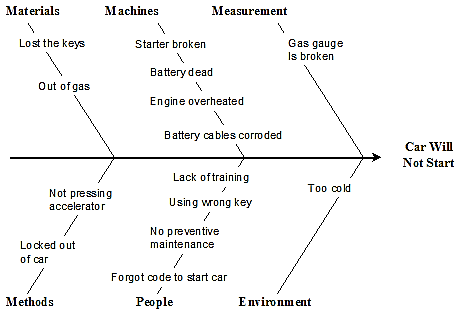 Materials
Machines
Measurement
Lost the keys
Out of gas
Starter broken
Battery dead
Engine overheated
Battery cables corroded
Gas gauge
Is broken
Car Will
Not Start
Not pressing
accelerator
Locked out
of car
Lack of training
Using wrong key
No preventive
maintenance
Forgot code to start car
Too cold
Methods
People
Environment